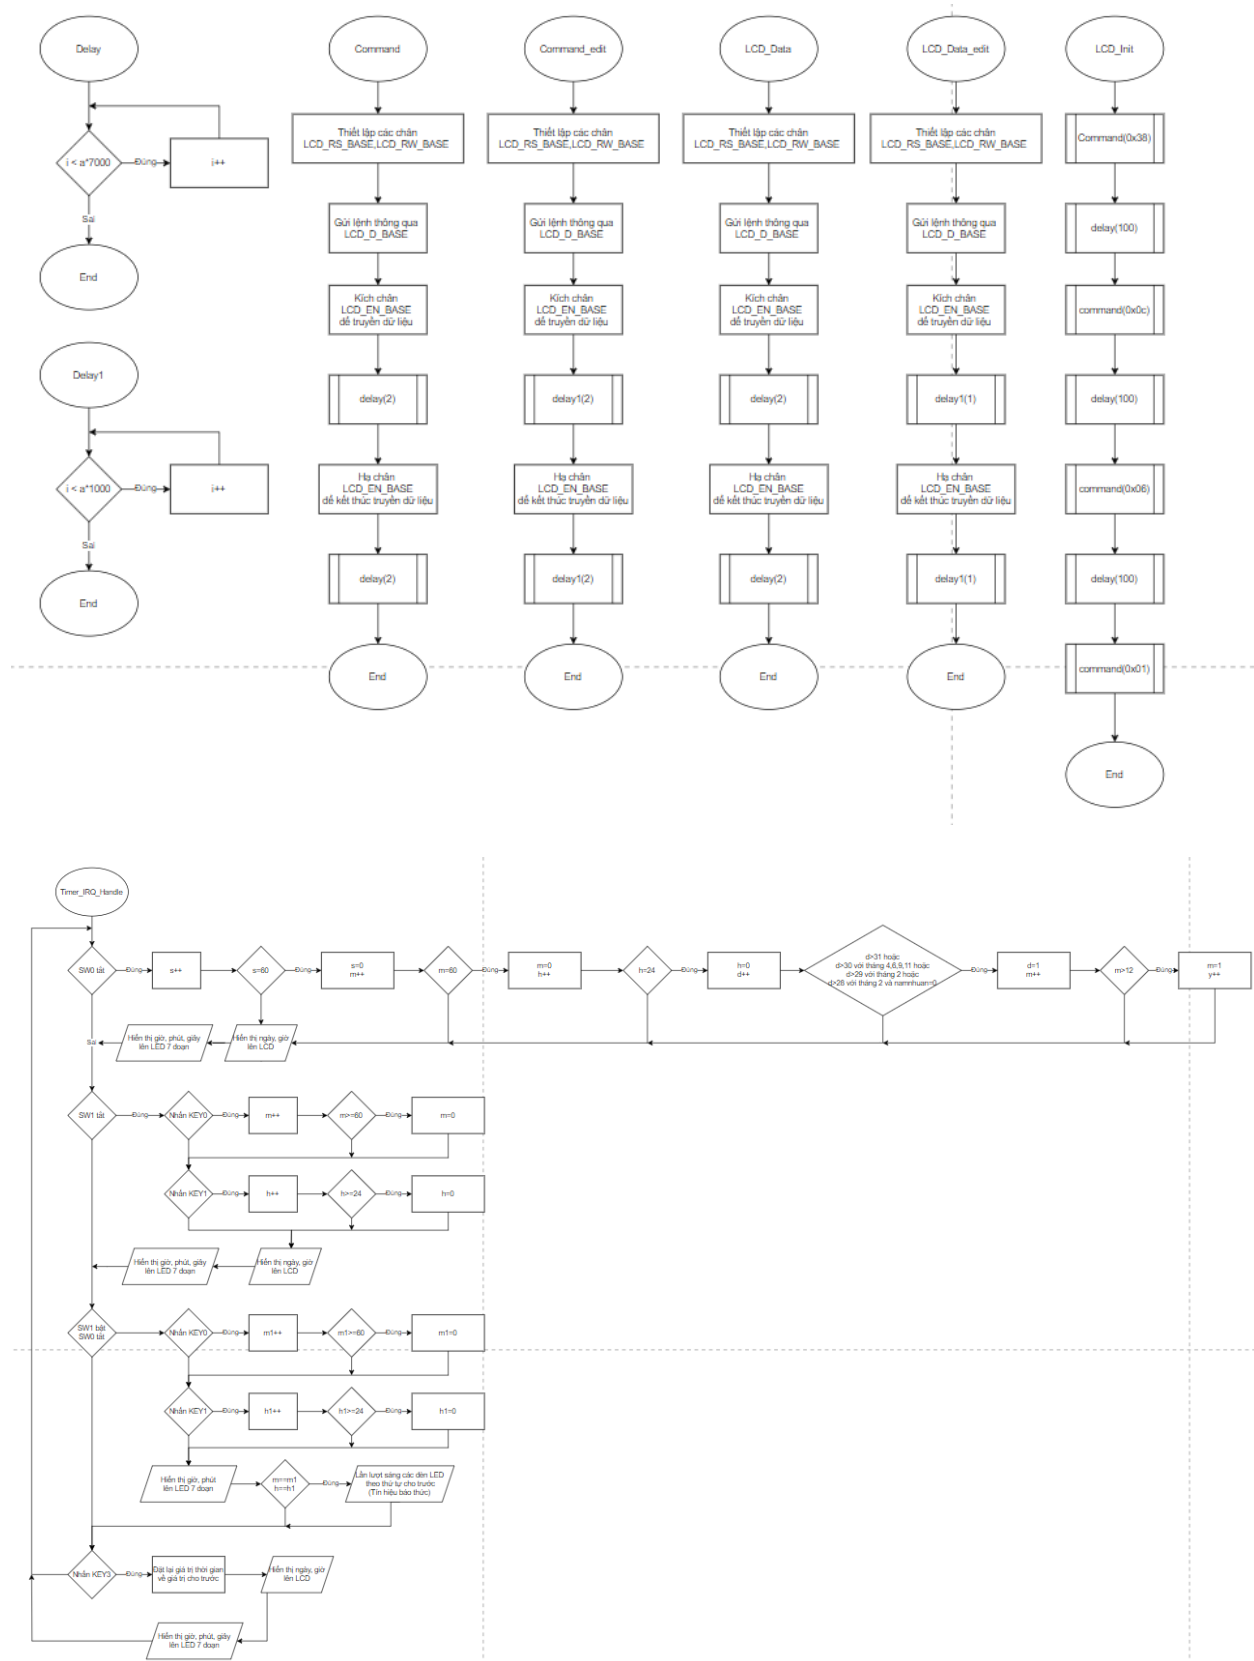 Delay
i < a*7000
Đúng
i++
Sai
End
Delay1
i < a*1000
Đúng
i++
Sai
End
Command
Thiết lập các chân
LCD_RS_BASE,LCD_RW_BASE
Gửi lệnh thông qua
LCD_D_BASE
Kích chân
LCD_EN_BASE
để truyền dữ liệu
delay(2)
Hạ chân
LCD_EN_BASE
để kết thúc truyền dữ liệu
delay(2)
End
Command_edit
Thiết lập các chân
LCD_RS_BASE,LCD_RW_BASE
Gửi lệnh thông qua
LCD_D_BASE
Kích chân
LCD_EN_BASE
để truyền dữ liệu
delay1(2)
Hạ chân
LCD_EN_BASE
để kết thúc truyền dữ liệu
delay1(2)
End
LCD_Data
Thiết lập các chân
LCD_RS_BASE,LCD_RW_BASE
Gửi lệnh thông qua
LCD_D_BASE
Kích chân
LCD_EN_BASE
để truyền dữ liệu
delay(2)
Hạ chân
LCD_EN_BASE
để kết thúc truyền dữ liệu
delay(2)
End
LCD_Data_edit
Thiết lập các chân
LCD_RS_BASE,LCD_RW_BASE
Gửi lệnh thông qua
LCD_D_BASE
Kích chân
LCD_EN_BASE
để truyền dữ liệu
delay1(1)
Hạ chân
LCD_EN_BASE
để kết thúc truyền dữ liệu
delay1(1)
End
LCD_Init
Command(0x38)
delay(100)
command(0x0c)
delay(100)
command(0x06)
delay(100)
command(0x01)
End
Timer_IRQ_Handle
SW0 tắt
Đúng
s++
s=60
Đúng
s=0
m++
m=60
Đúng
m=0
h++
h=24
Đúng
h=0
d++
d>31 hoặc
d>30 với tháng 4,6,9,11 hoặc
d>29 với tháng 2 hoặc
d>28 với tháng 2 và namnhuan=0
Đúng
d=1
m++
m>12
Đúng
m=1
y++
Sai
Hiển thị giờ, phút, giây
lên LED 7 đoạn
Hiển thị ngày, giờ
lên LCD
SW1 tắt
Đúng
Nhấn KEY0
Đúng
m++
m>=60
Đúng
m=0
Nhấn KEY1
Đúng
h++
h>=24
Đúng
h=0
Hiển thị giờ, phút, giây
lên LED 7 đoạn
Hiển thị ngày, giờ
lên LCD
SW1 bật
SW0 tắt
Nhấn KEY0
Đúng
m1++
m1>=60
Đúng
m1=0
Nhấn KEY1
Đúng
h1++
h1>=24
Đúng
h1=0
Hiển thị giờ, phút
lên LED 7 đoạn
m==m1
h==h1
Đúng
Lần lượt sáng các đèn LED
theo thứ tự cho trước
(Tín hiệu báo thức)
Nhấn KEY3
Đúng
Đặt lại giá trị thời gian
về giá trị cho trước
Hiển thị ngày, giờ
lên LCD
Hiển thị giờ, phút, giây
lên LED 7 đoạn